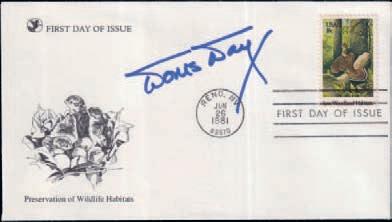 FIRST DAY OF ISSUE
Doris Day
USA
RENO, NV
JUN
26
1981
FIRST DAY OF ISSUE
Preservation of Wildlife Habitats